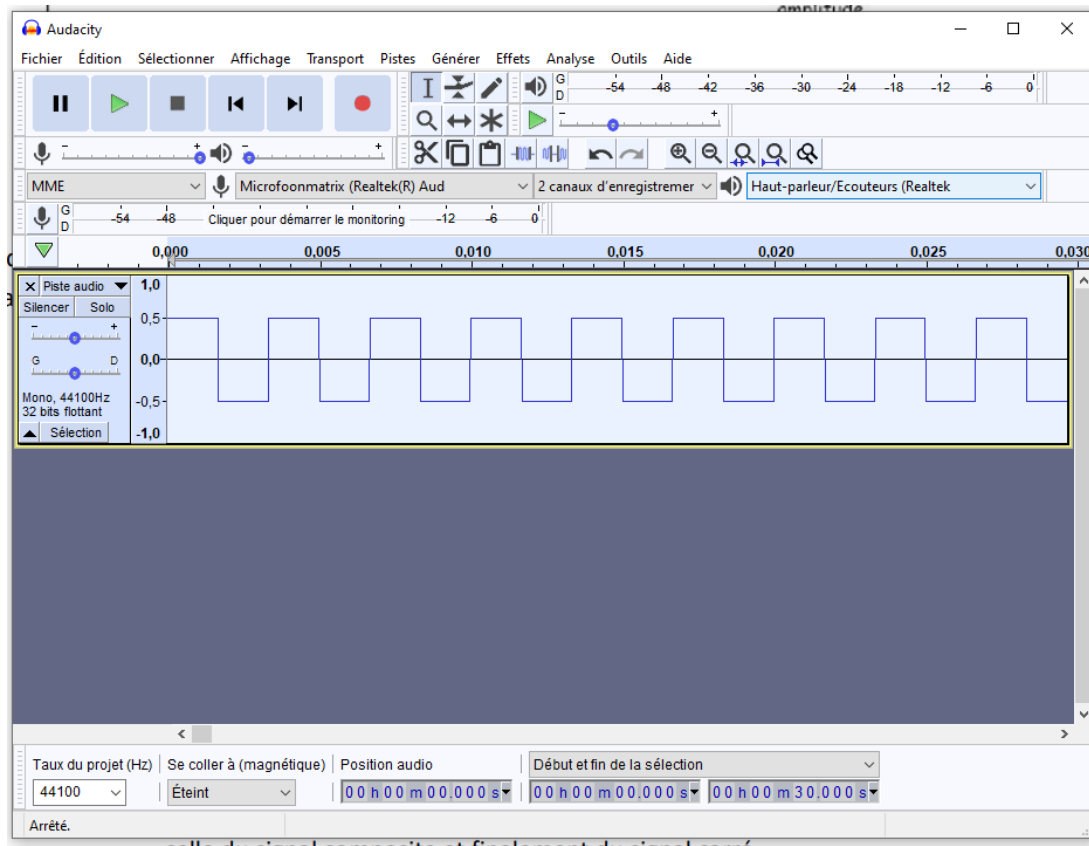 amplitude
Audacity
Fichier Édition Sélectionner Affichage Transport Pistes Générer Effets Analyse Outils Aide
G
D
-54 -48 -42 -36 -30 -24 -18 -12 -6 0
- +
- + - +
MME Microfoonmatrix (Realtek(R) Aud 2 canaux d'enregistremer Haut-parleur/Ecouteurs (Realtek
G
D
-54 -48 Cliquer pour démarrer le monitoring -12 -6 0
0,000 0,005 0,010 0,015 0,020 0,025 0,030
X Piste audio 1,0
Silencer Solo
- + 0,5
G D 0,0
Mono, 44100Hz -0,5
32 bits flottant
Sélection -1,0
Taux du projet (Hz) Se coller à (magnétique) Position audio Début et fin de la sélection
44100 Éteint 00 h 00 m 00.000 s 00 h 00 m 00.000 s 00 h 00 m 30.000 s
Arrêté.